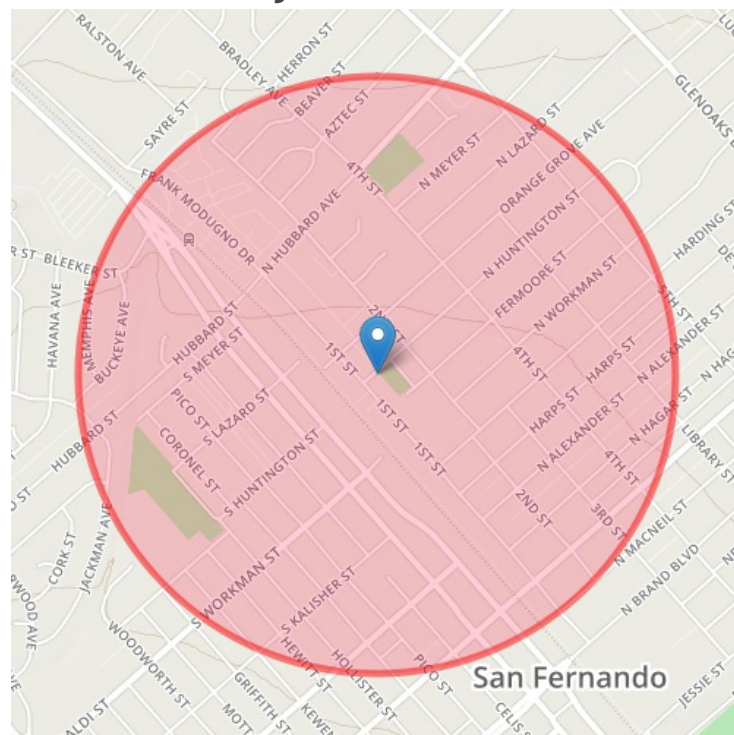 RALSTON AVE
BRADLEY AVE
HERRON ST
BEAVER ST
AZTEC ST
SAYRE ST
GLENOAKS
N LAZARD ST
N MEYER ST
ORANGE GROVE AVE
4TH ST
FRANK MODUGNO DR
N HUBBARD AVE
N HUNTINGTON ST
HARDING ST
BLEEKER ST
HAVANA AVE
MEMPHIS AVE
BUCKEYE AVE
FERMOORE ST
N WORKMAN ST
5TH ST
HUBBARD ST
S MEYER ST
1ST ST
4TH ST
HARPS ST
N ALEXANDER ST
PICO ST
S LAZARD ST
1ST ST
1ST ST
HARPS ST
N ALEXANDER ST
N HAGAR ST
HUBBARD ST
CORONEL ST
S HUNTINGTON ST
4TH ST
LIBRARY ST
2ND ST
3RD ST
N MACNEIL ST
CORK ST
JACKMAN AVE
S WORKMAN ST
S KALISHER ST
N BRAND BLVD
WOODWORTH ST
HEWITT ST
HOLLISTER ST
PICO ST
San Fernando
GRIFFITH ST
JESSIE ST
MOTT
CELIS S